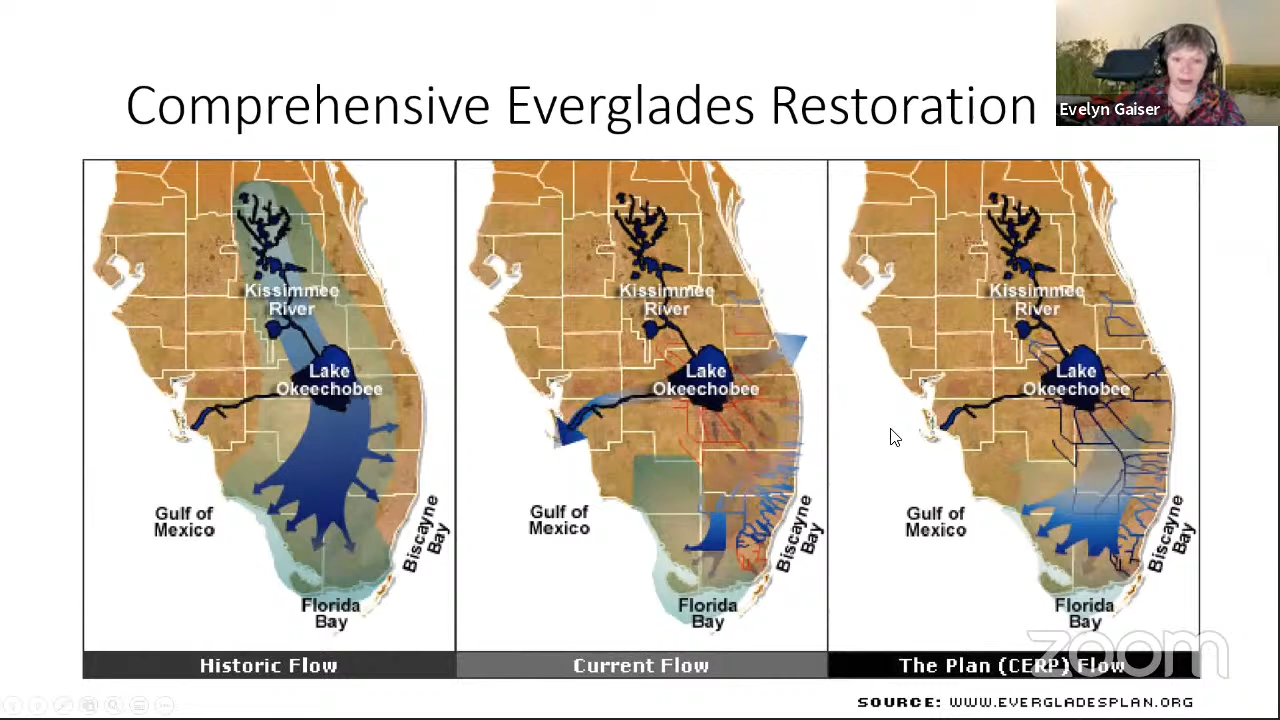 Comprehensive Everglades Restoration
Evelyn Gaiser
Kissimmee
River
Lake
Okeechobee
Gulf of
Mexico
Biscayne
Bay
Florida
Bay
Historic Flow
Kissimmee
River
Lake
Okeechobee
Gulf of
Mexico
Biscayne
Bay
Florida
Bay
Current Flow
Kissimmee
River
Lake
Okeechobee
Gulf of
Mexico
Biscayne
Bay
Florida
Bay
The Plan (CERP) Flow
zoom
SOURCE: WWW.EVERGLADESPLAN.ORG